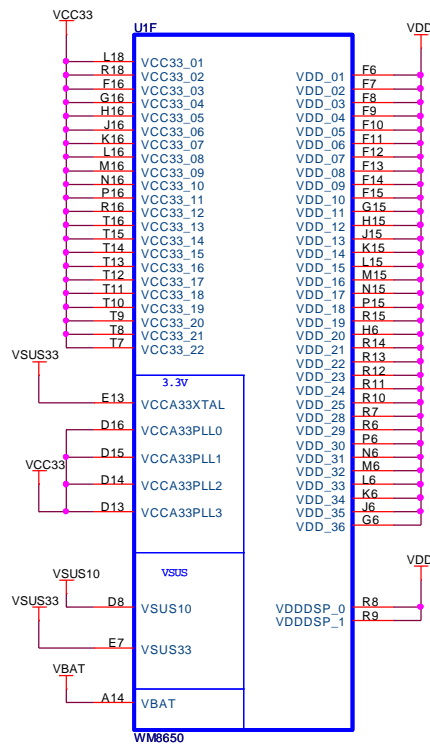 VCC33
VDD
U1F
L18 VCC33_01
R18 VCC33_02
F16 VCC33_03
G16 VCC33_04
H16 VCC33_05
J16 VCC33_06
K16 VCC33_07
L16 VCC33_08
M16 VCC33_09
N16 VCC33_10
P16 VCC33_11
R16 VCC33_12
T16 VCC33_13
T15 VCC33_14
T14 VCC33_15
T13 VCC33_16
T12 VCC33_17
T11 VCC33_18
T10 VCC33_19
T9 VCC33_20
T8 VCC33_21
T7 VCC33_22
VDD_01 F6
VDD_02 F7
VDD_03 F8
VDD_04 F9
VDD_05 F10
VDD_06 F11
VDD_07 F12
VDD_08 F13
VDD_09 F14
VDD_10 F15
VDD_11 G15
VDD_12 H15
VDD_13 J15
VDD_14 K15
VDD_15 L15
VDD_16 M15
VDD_17 N15
VDD_18 P15
VDD_19 R15
VDD_20 H6
VDD_21 R14
VDD_22 R13
VDD_23 R12
VDD_24 R11
VDD_25 R10
VDD_28 R7
VDD_29 R6
VDD_30 P6
VDD_31 N6
VDD_32 M6
VDD_33 L6
VDD_34 K6
VDD_35 J6
VDD_36 G6
VSUS33
3.3V
E13 VCCA33XTAL
D16 VCCA33PLL0
VCC33
D15 VCCA33PLL1
D14 VCCA33PLL2
D13 VCCA33PLL3
VSUS10
VSUS
D8 VSUS10
VSUS33
E7 VSUS33
VDD
VDDDSP_0 R8
VDDDSP_1 R9
VBAT
A14 VBAT
WM8650